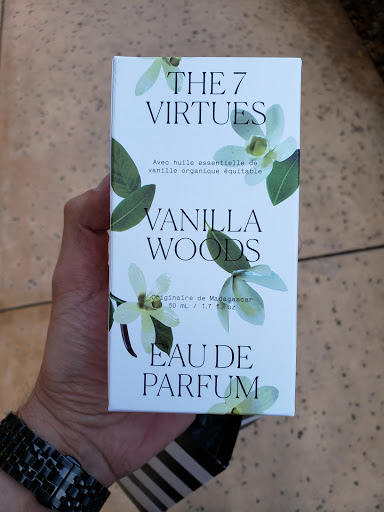 THE 7
VIRTUES
Avec huile essentielle de
vanille organique équitable
VANILLA
WOODS
Originaire de Madagascar
50 mL / 1.7 fl oz
EAU DE
PARFUM